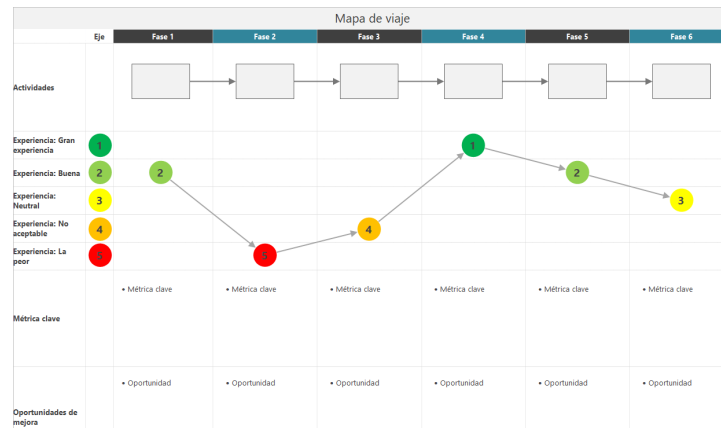 Mapa de viaje
Eje Fase 1 Fase 2 Fase 3 Fase 4 Fase 5 Fase 6
Actividades
Experiencia: Gran
experiencia
1 1
Experiencia: Buena 2 2 2
Experiencia:
Neutral
3 3
Experiencia: No
aceptable
4 4
Experiencia: La
peor
5 5
• Métrica clave • Métrica clave • Métrica clave • Métrica clave • Métrica clave • Métrica clave
Métrica clave
• Oportunidad • Oportunidad • Oportunidad • Oportunidad • Oportunidad • Oportunidad
Oportunidades de
mejora